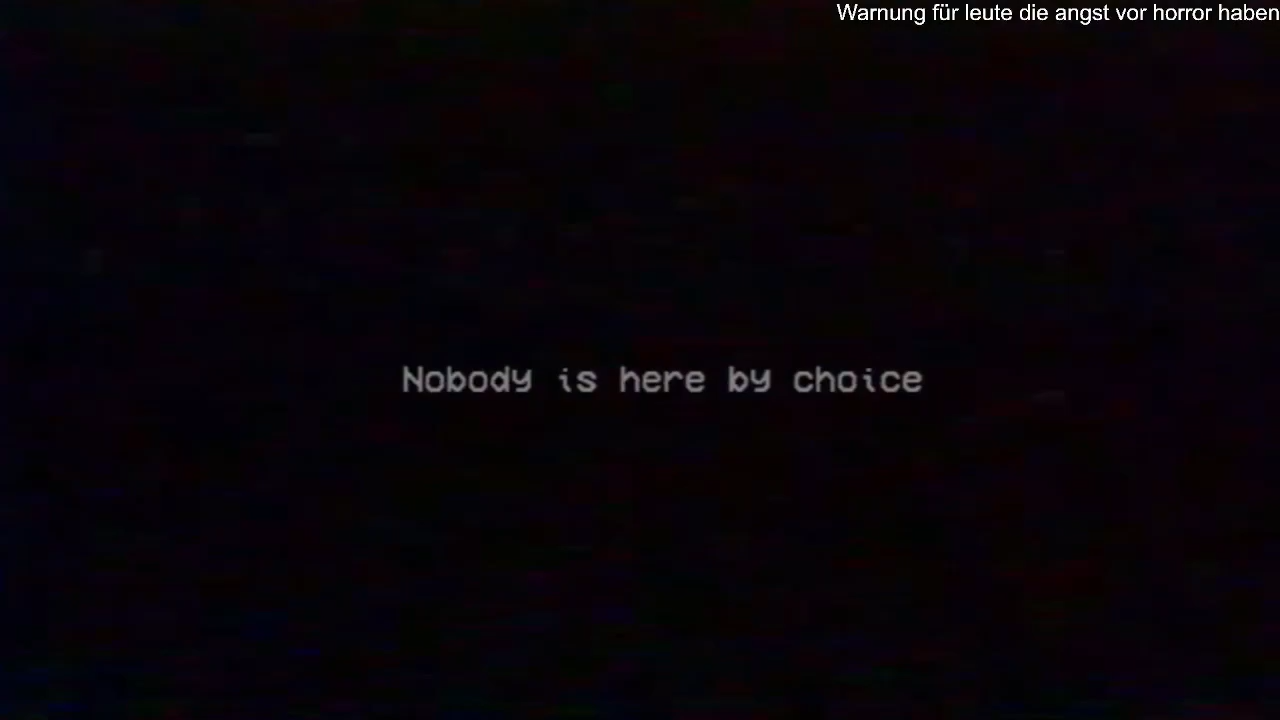 Warnung für leute die angst vor horror haben
Nobody is here by choice